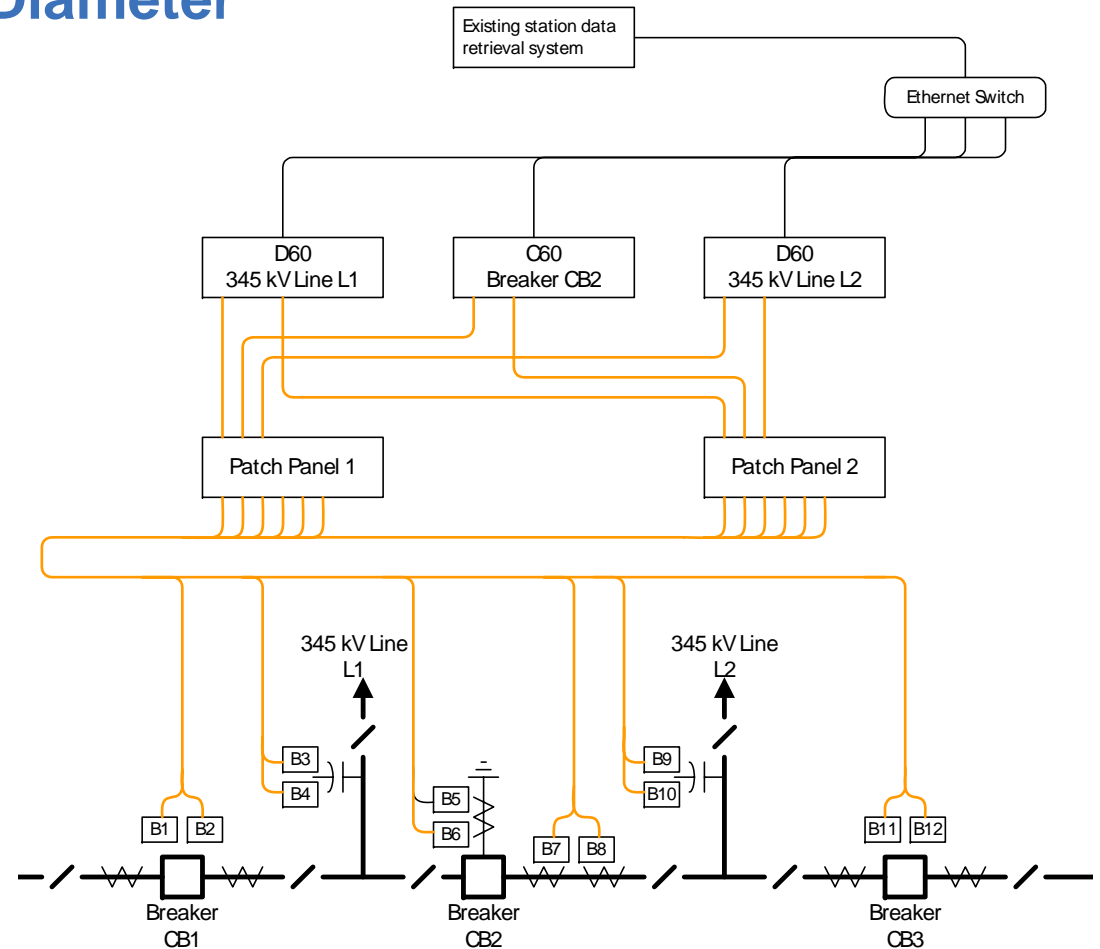 Diameter
Existing station data
retrieval system
Ethernet Switch
D60
345 kV Line L1
C60
Breaker CB2
D60
345 kV Line L2
Patch Panel 1
Patch Panel 2
345 kV Line
L1
345 kV Line
L2
B3
B4
B9
B10
B5
B6
B1
B2
B7
B8
B11
B12
Breaker
CB1
Breaker
CB2
Breaker
CB3